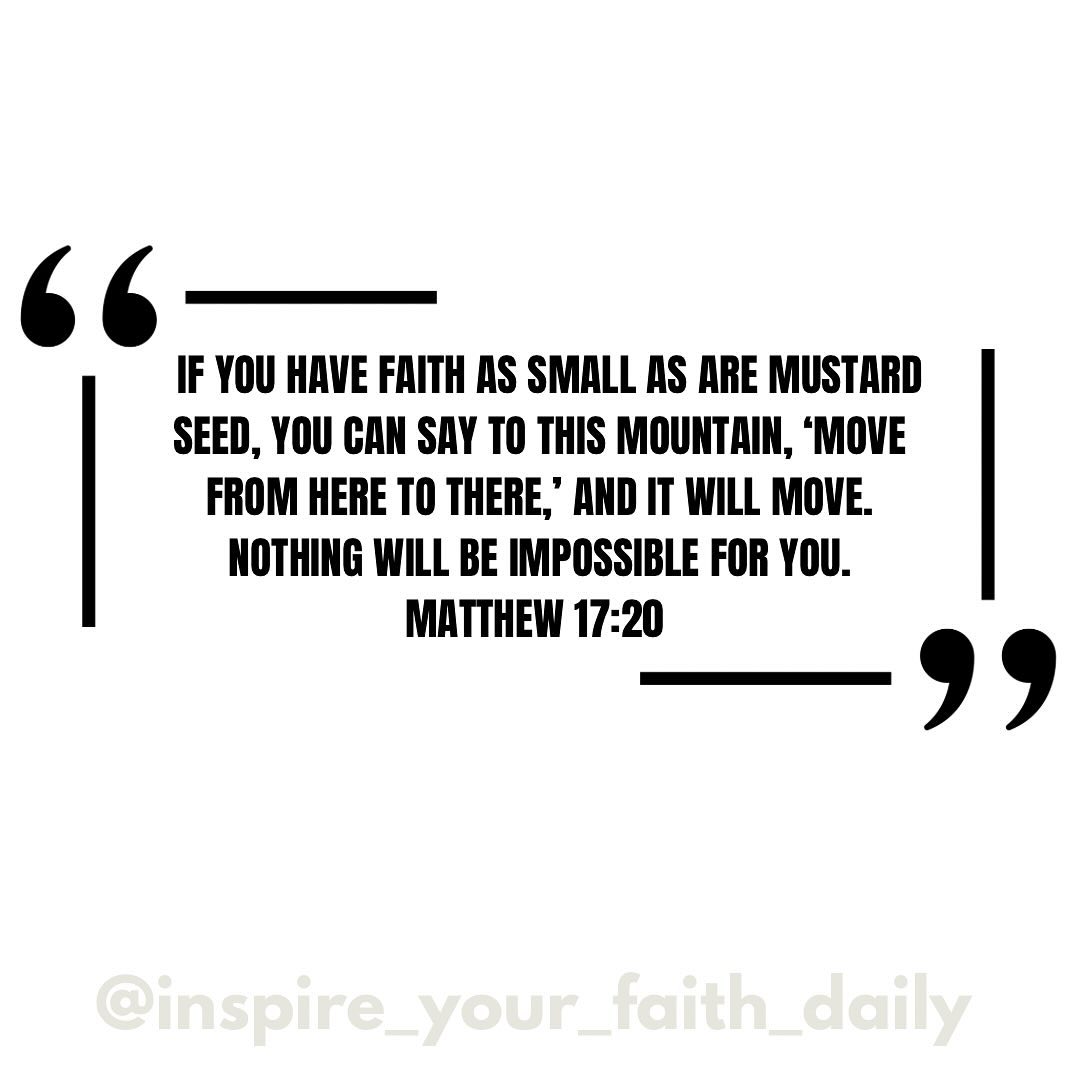 “
IF YOU HAVE FAITH AS SMALL AS ARE MUSTARD
SEED, YOU CAN SAY TO THIS MOUNTAIN, ‘MOVE
FROM HERE TO THERE,’ AND IT WILL MOVE.
NOTHING WILL BE IMPOSSIBLE FOR YOU.
MATTHEW 17:20
”
@inspire_your_faith_daily